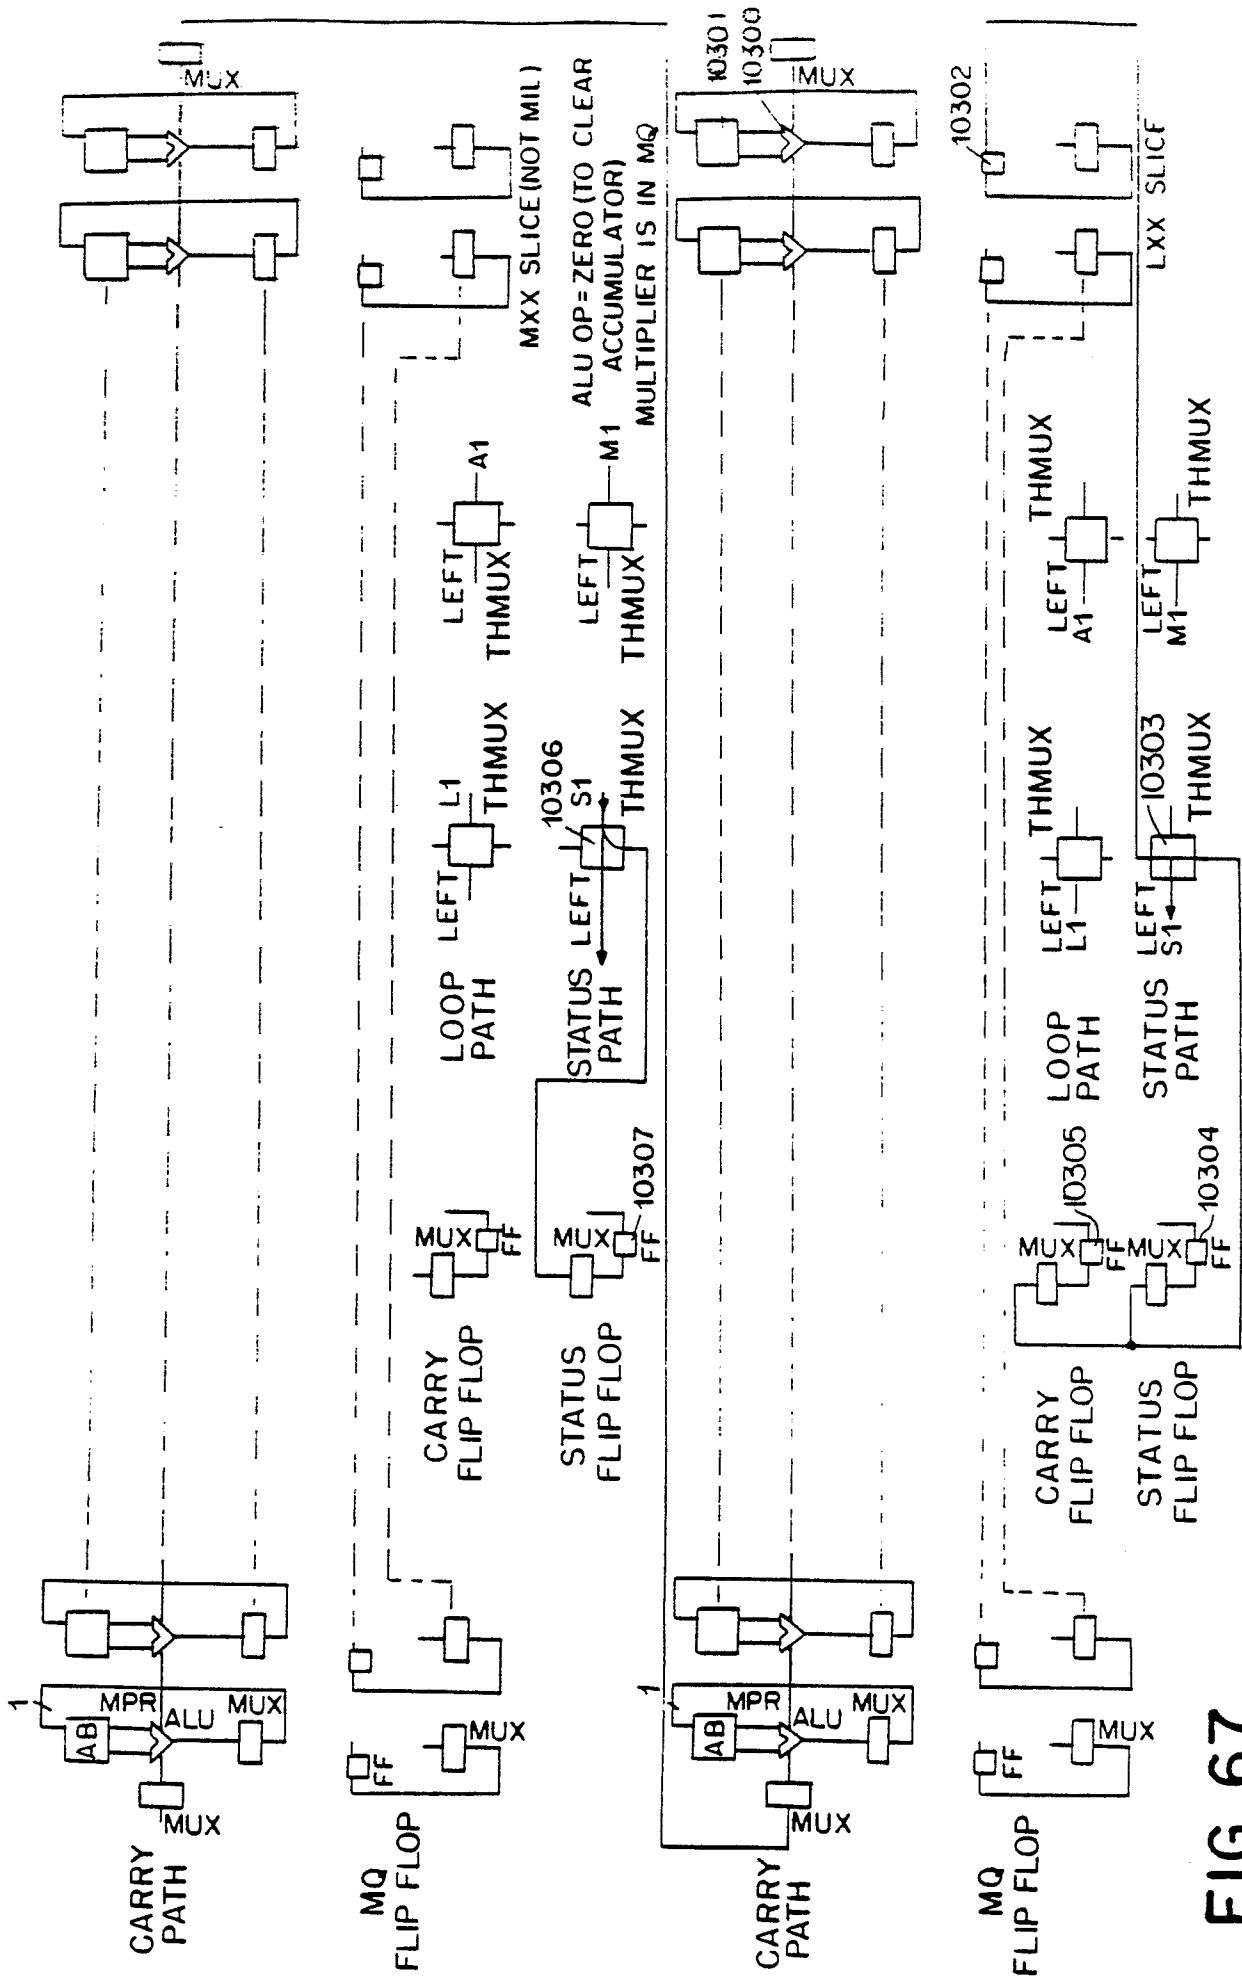 1
CARRY
PATH
MUX
AB
MPR
ALU
MUX
MUX
MQ
FLIP FLOP
FF
MUX
CARRY
FLIP FLOP
MUX
FF
LOOP
PATH
LEFT
L1
THMUX
LEFT
A1
THMUX
MXX SLICE (NOT MIL)
STATUS
FLIP FLOP
MUX
FF
10307
STATUS
PATH
LEFT
10306
S1
THMUX
LEFT
M1
THMUX
ALU OP = ZERO (TO CLEAR
ACCUMULATOR)
MULTIPLIER IS IN MQ
1
CARRY
PATH
MUX
AB
MPR
ALU
MUX
10301
10300
MUX
MQ
FLIP FLOP
FF
MUX
10302
CARRY
FLIP FLOP
MUX
FF
10305
LOOP
PATH
LEFT
L1
THMUX
LEFT
A1
THMUX
LXX SLICE
STATUS
FLIP FLOP
MUX
FF
10304
STATUS
PATH
LEFT
S1
10303
THMUX
LEFT
M1
THMUX
FIG 67